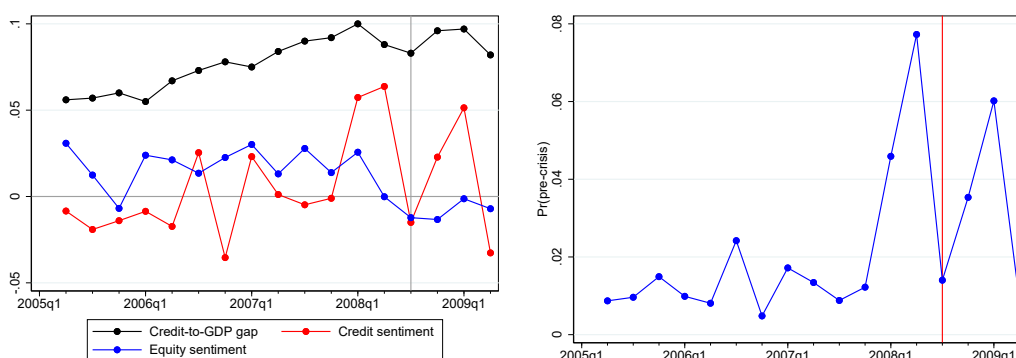 .1
.05
0
-.05
2005q1 2006q1 2007q1 2008q1 2009q1
Credit-to-GDP gap
Credit sentiment
Equity sentiment
Pr(pre-crisis)
.08
.06
.04
.02
0
2005q1 2006q1 2007q1 2008q1 2009q1